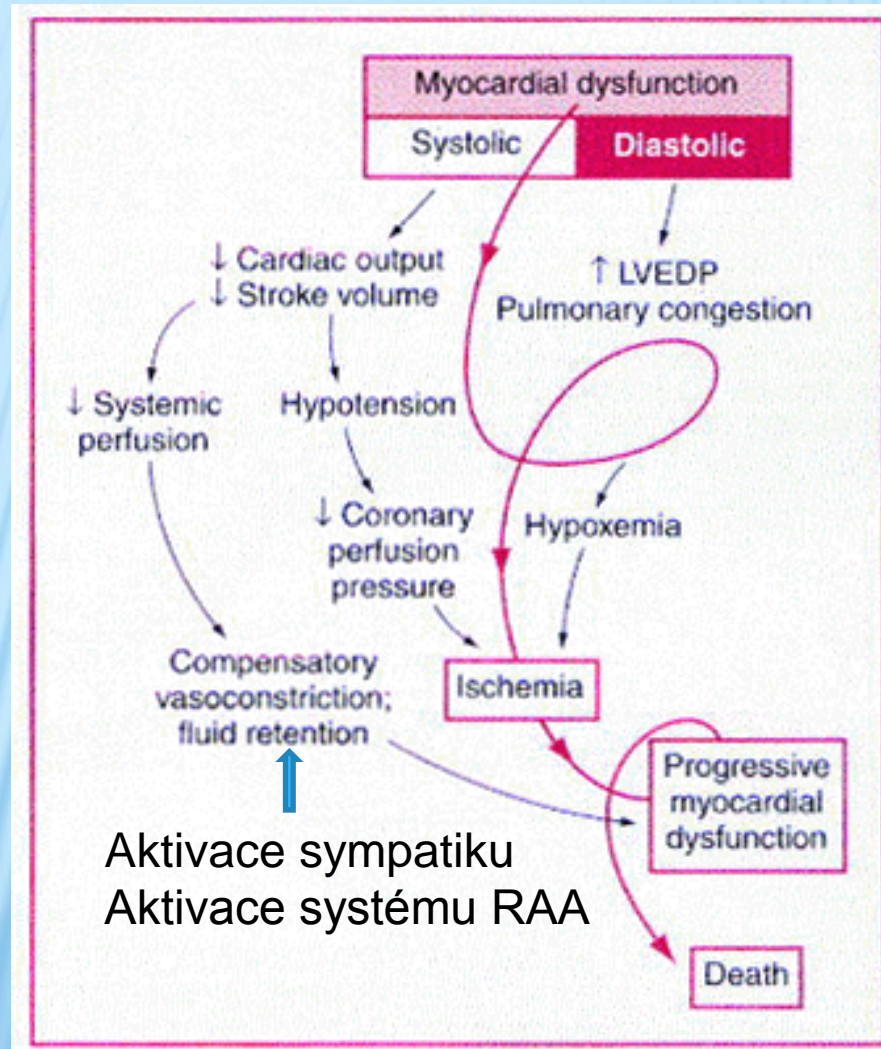 Myocardial dysfunction
Systolic
Diastolic
↓ Cardiac output
↓ Stroke volume
↑ LVEDP
Pulmonary congestion
↓ Systemic
perfusion
Hypotension
↓ Coronary
perfusion
pressure
Hypoxemia
Compensatory
vasoconstriction;
fluid retention
Ischemia
Progressive
myocardial
dysfunction
Aktivace sympatiku
Aktivace systému RAA
Death